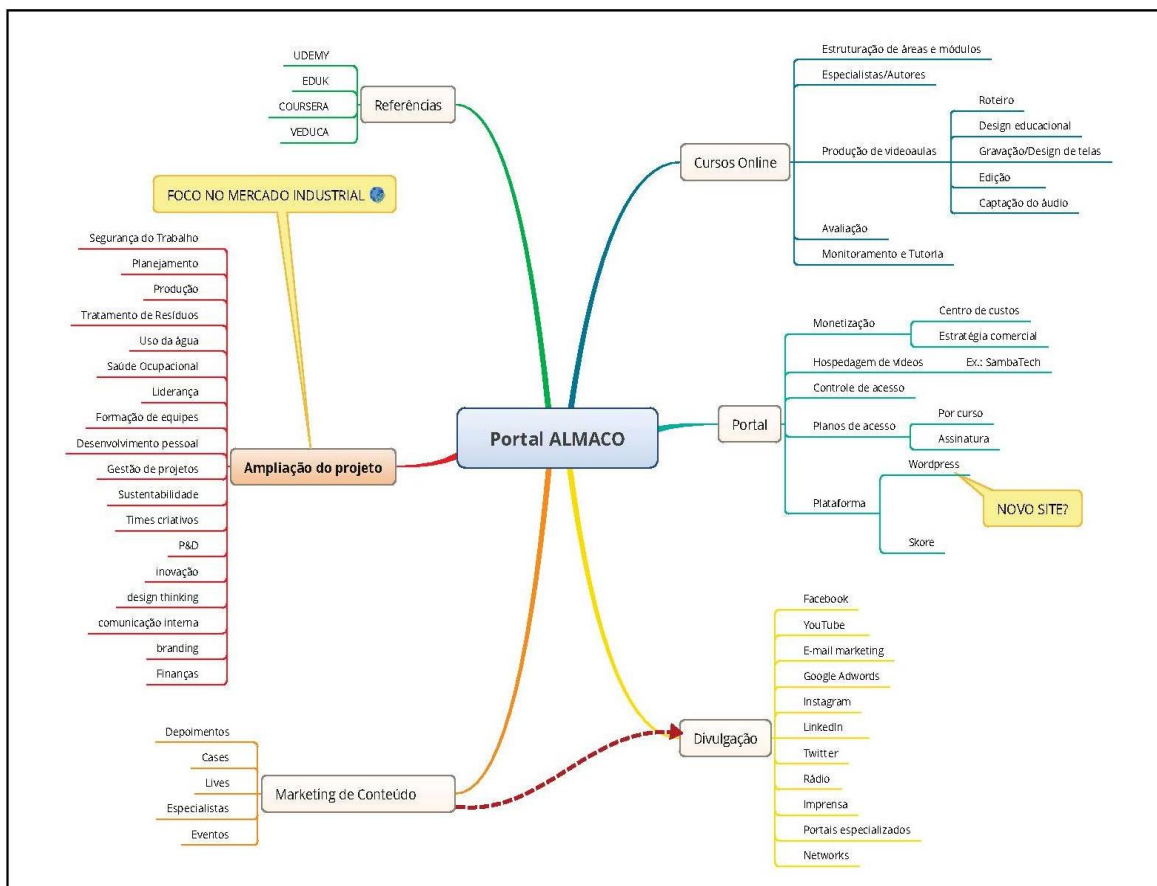 Portal ALMACO
Referências
UDEMY
EDUK
COURSERA
VEDUCA
Cursos Online
Estruturação de áreas e módulos
Especialistas/Autores
Produção de videoaulas
Roteiro
Design educacional
Gravação/Design de telas
Edição
Captação do áudio
Avaliação
Monitoramento e Tutoria
Portal
Monetização
Centro de custos
Estratégia comercial
Hospedagem de vídeos
Ex.: SambaTech
Controle de acesso
Planos de acesso
Por curso
Assinatura
Plataforma
Wordpress
NOVO SITE?
Skore
Divulgação
Facebook
YouTube
E-mail marketing
Google Adwords
Instagram
LinkedIn
Twitter
Rádio
Imprensa
Portais especializados
Networks
FOCO NO MERCADO INDUSTRIAL
Ampliação do projeto
Segurança do Trabalho
Planejamento
Produção
Tratamento de Resíduos
Uso da água
Saúde Ocupacional
Liderança
Formação de equipes
Desenvolvimento pessoal
Gestão de projetos
Sustentabilidade
Times criativos
P&D
inovação
design thinking
comunicação interna
branding
Finanças
Marketing de Conteúdo
Depoimentos
Cases
Lives
Especialistas
Eventos